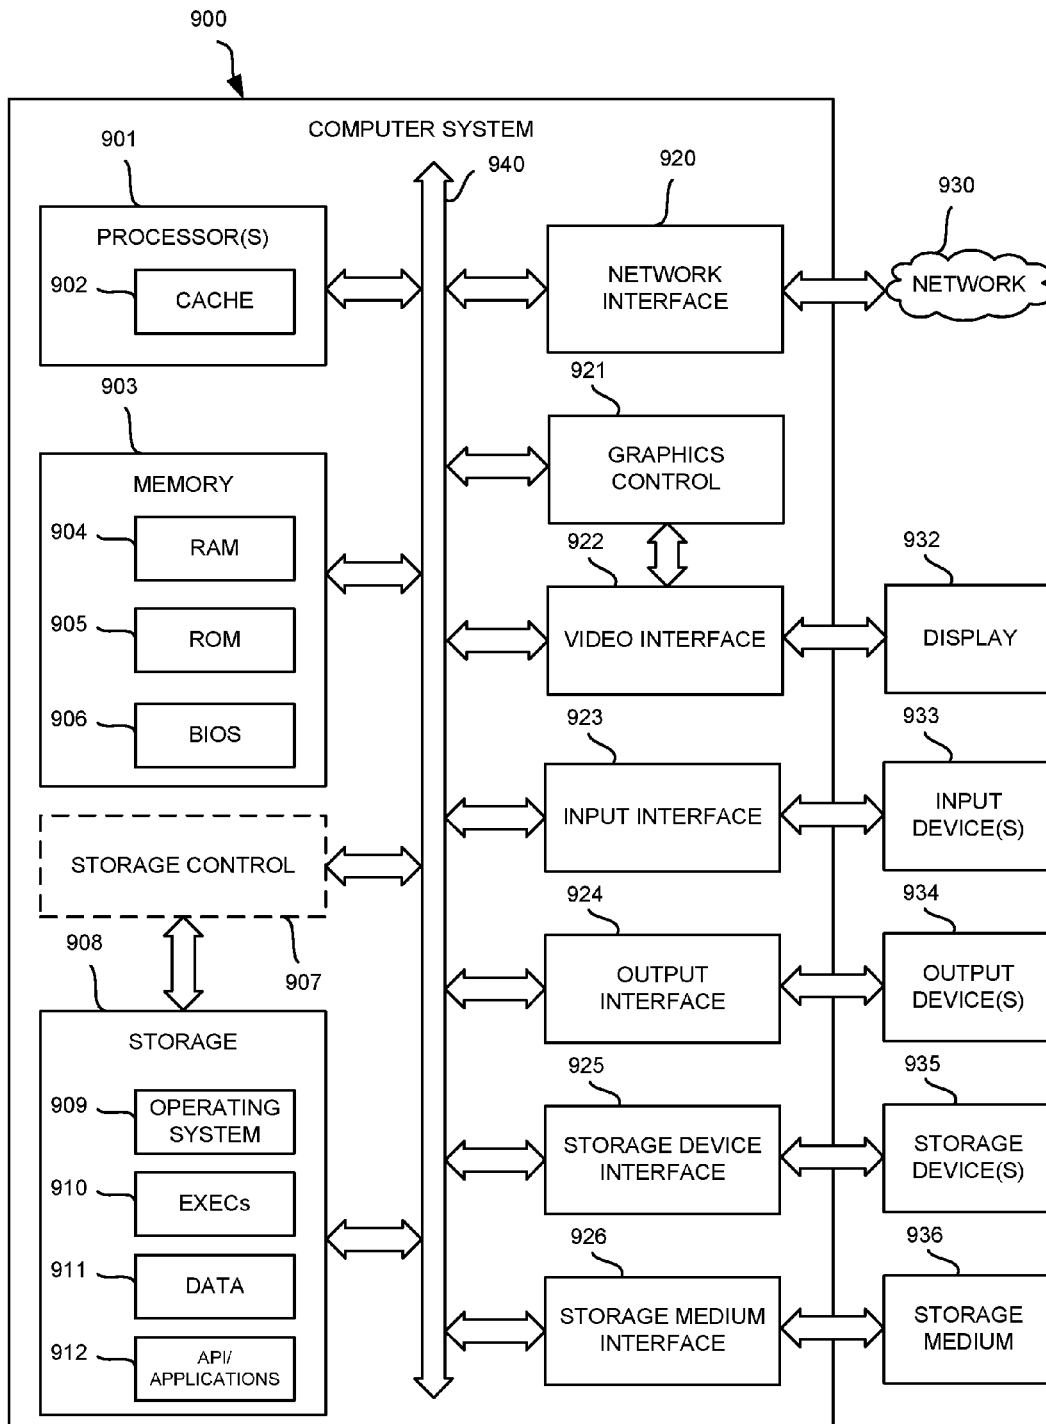 900
COMPUTER SYSTEM
901
PROCESSOR(S)
902
CACHE
903
MEMORY
904
RAM
905
ROM
906
BIOS
STORAGE CONTROL
907
908
STORAGE
909
OPERATING
SYSTEM
910
EXECs
911
DATA
912
API/
APPLICATIONS
940
920
NETWORK
INTERFACE
930
NETWORK
921
GRAPHICS
CONTROL
922
VIDEO INTERFACE
932
DISPLAY
923
INPUT INTERFACE
933
INPUT
DEVICE(S)
924
OUTPUT
INTERFACE
934
OUTPUT
DEVICE(S)
925
STORAGE DEVICE
INTERFACE
935
STORAGE
DEVICE(S)
926
STORAGE MEDIUM
INTERFACE
936
STORAGE
MEDIUM